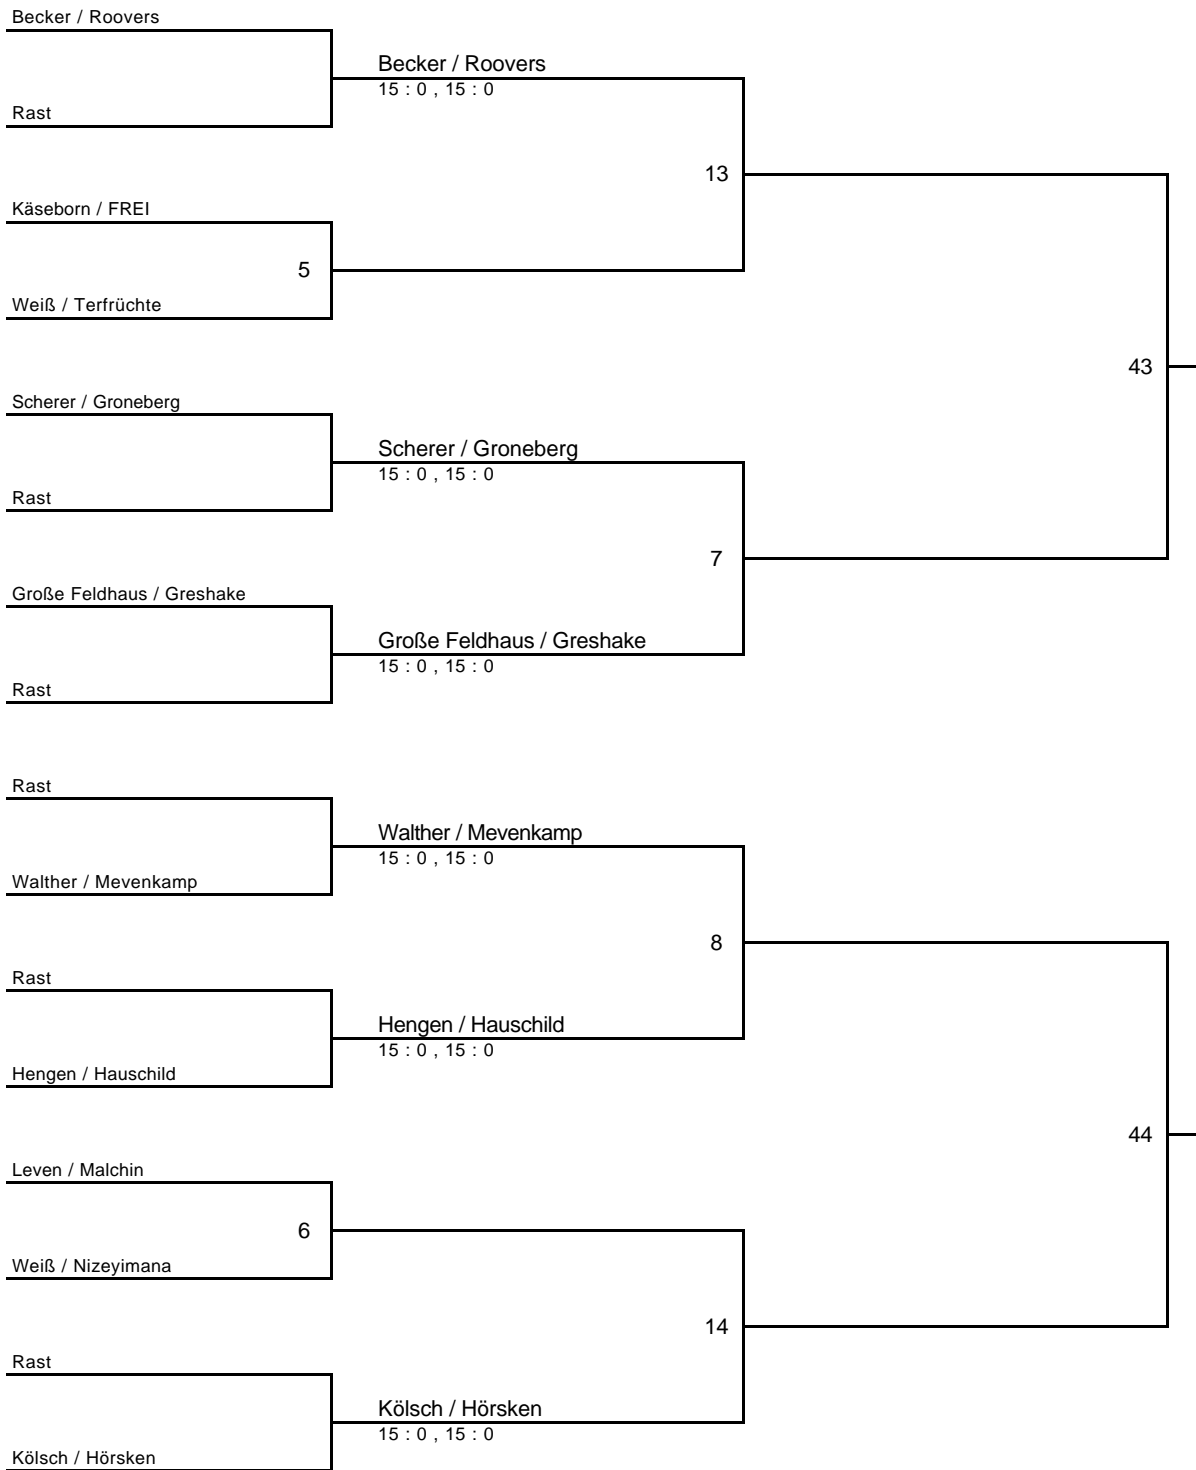 Becker / Roovers
Becker / Roovers
15 : 0 , 15 : 0
Rast
13
Käseborn / FREI
5
Weiß / Terfrüchte
43
Scherer / Groneberg
Scherer / Groneberg
15 : 0 , 15 : 0
Rast
7
Große Feldhaus / Greshake
Große Feldhaus / Greshake
15 : 0 , 15 : 0
Rast
Rast
Walther / Mevenkamp
15 : 0 , 15 : 0
Walther / Mevenkamp
8
Rast
Hengen / Hauschild
15 : 0 , 15 : 0
Hengen / Hauschild
44
Leven / Malchin
6
Weiß / Nizeyimana
14
Rast
Kölsch / Hörsken
15 : 0 , 15 : 0
Kölsch / Hörsken